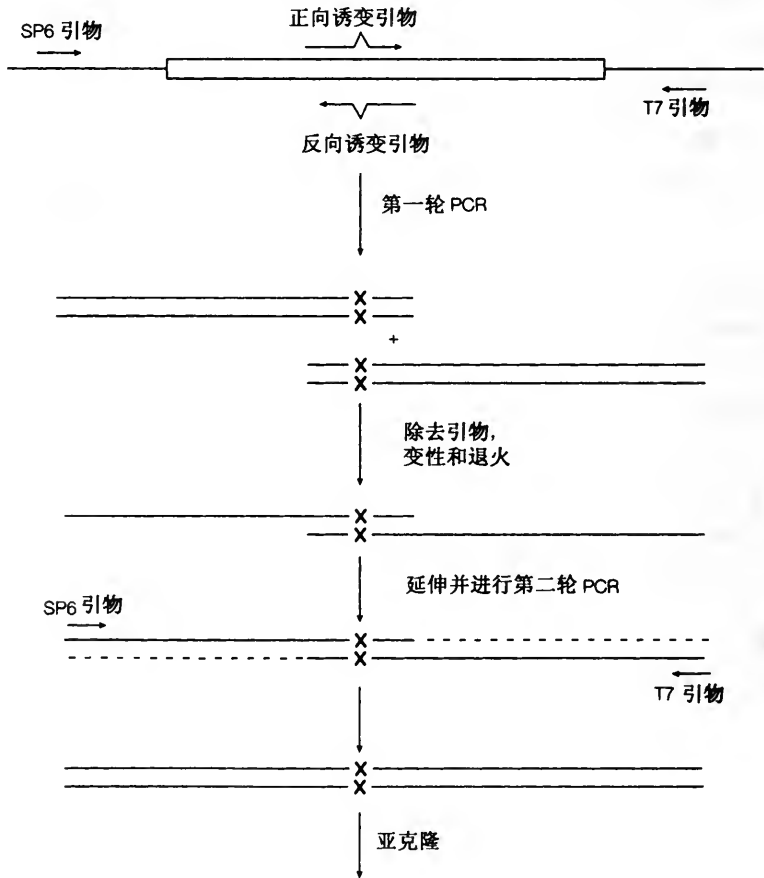 正向诱变引物
SP6 引物
T7 引物
反向诱变引物
第一轮 PCR
X
X
+
X
X
除去引物,
变性和退火
X
X
延伸并进行第二轮 PCR
SP6 引物
X
X
T7 引物
X
X
亚克隆